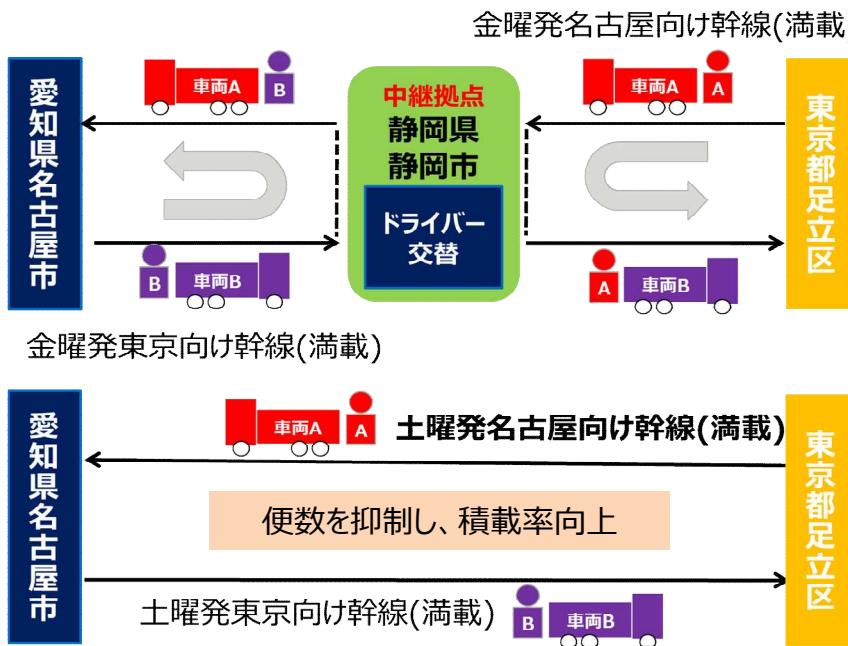 金曜発名古屋向け幹線(満載
愛知県名古屋市
車両A
B
中継拠点
静岡県
静岡市
ドライバー
交替
車両A
A
東京都足立区
B
車両B
A
車両B
金曜発東京向け幹線(満載)
愛知県名古屋市
車両A
A
土曜発名古屋向け幹線(満載)
東京都足立区
便数を抑制し、積載率向上
土曜発東京向け幹線(満載)
B
車両B